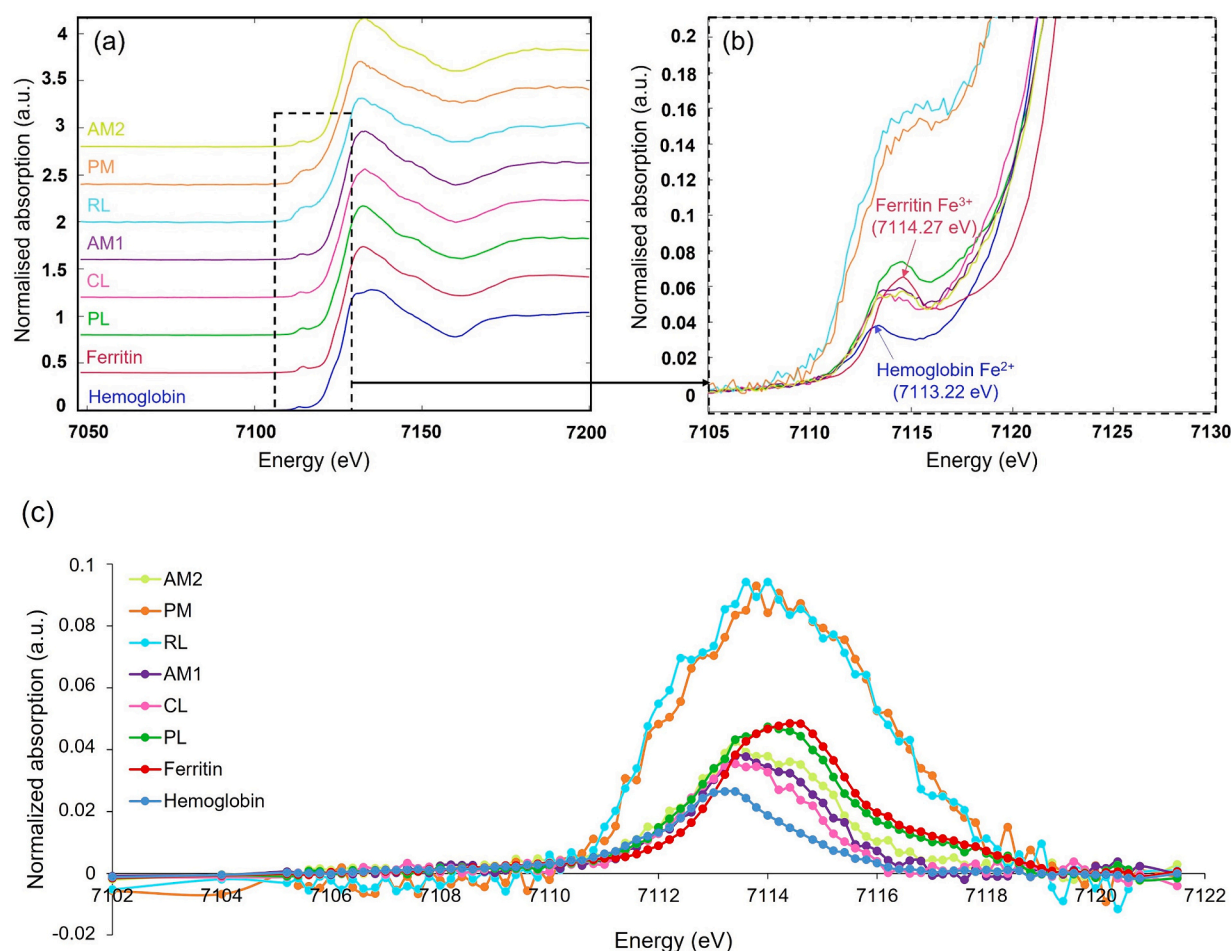 (a)
Normalised absorption (a.u.)
4
3.5
3
2.5
2
1.5
1
0.5
0
AM2
PM
RL
AM1
CL
PL
Ferritin
Hemoglobin
7050
7100
7150
7200
Energy (eV)
(b)
Normalised absorption (a.u.)
0.2
0.18
0.16
0.14
0.12
0.1
0.08
0.06
0.04
0.02
0
Ferritin Fe³⁺
(7114.27 eV)
Hemoglobin Fe²⁺
(7113.22 eV)
7105
7110
7115
7120
7125
7130
Energy (eV)
(c)
Normalized absorption (a.u.)
0.1
0.08
0.06
0.04
0.02
0
-0.02
AM2
PM
RL
AM1
CL
PL
Ferritin
Hemoglobin
7102
7104
7106
7108
7110
7112
7114
7116
7118
7120
7122
Energy (eV)